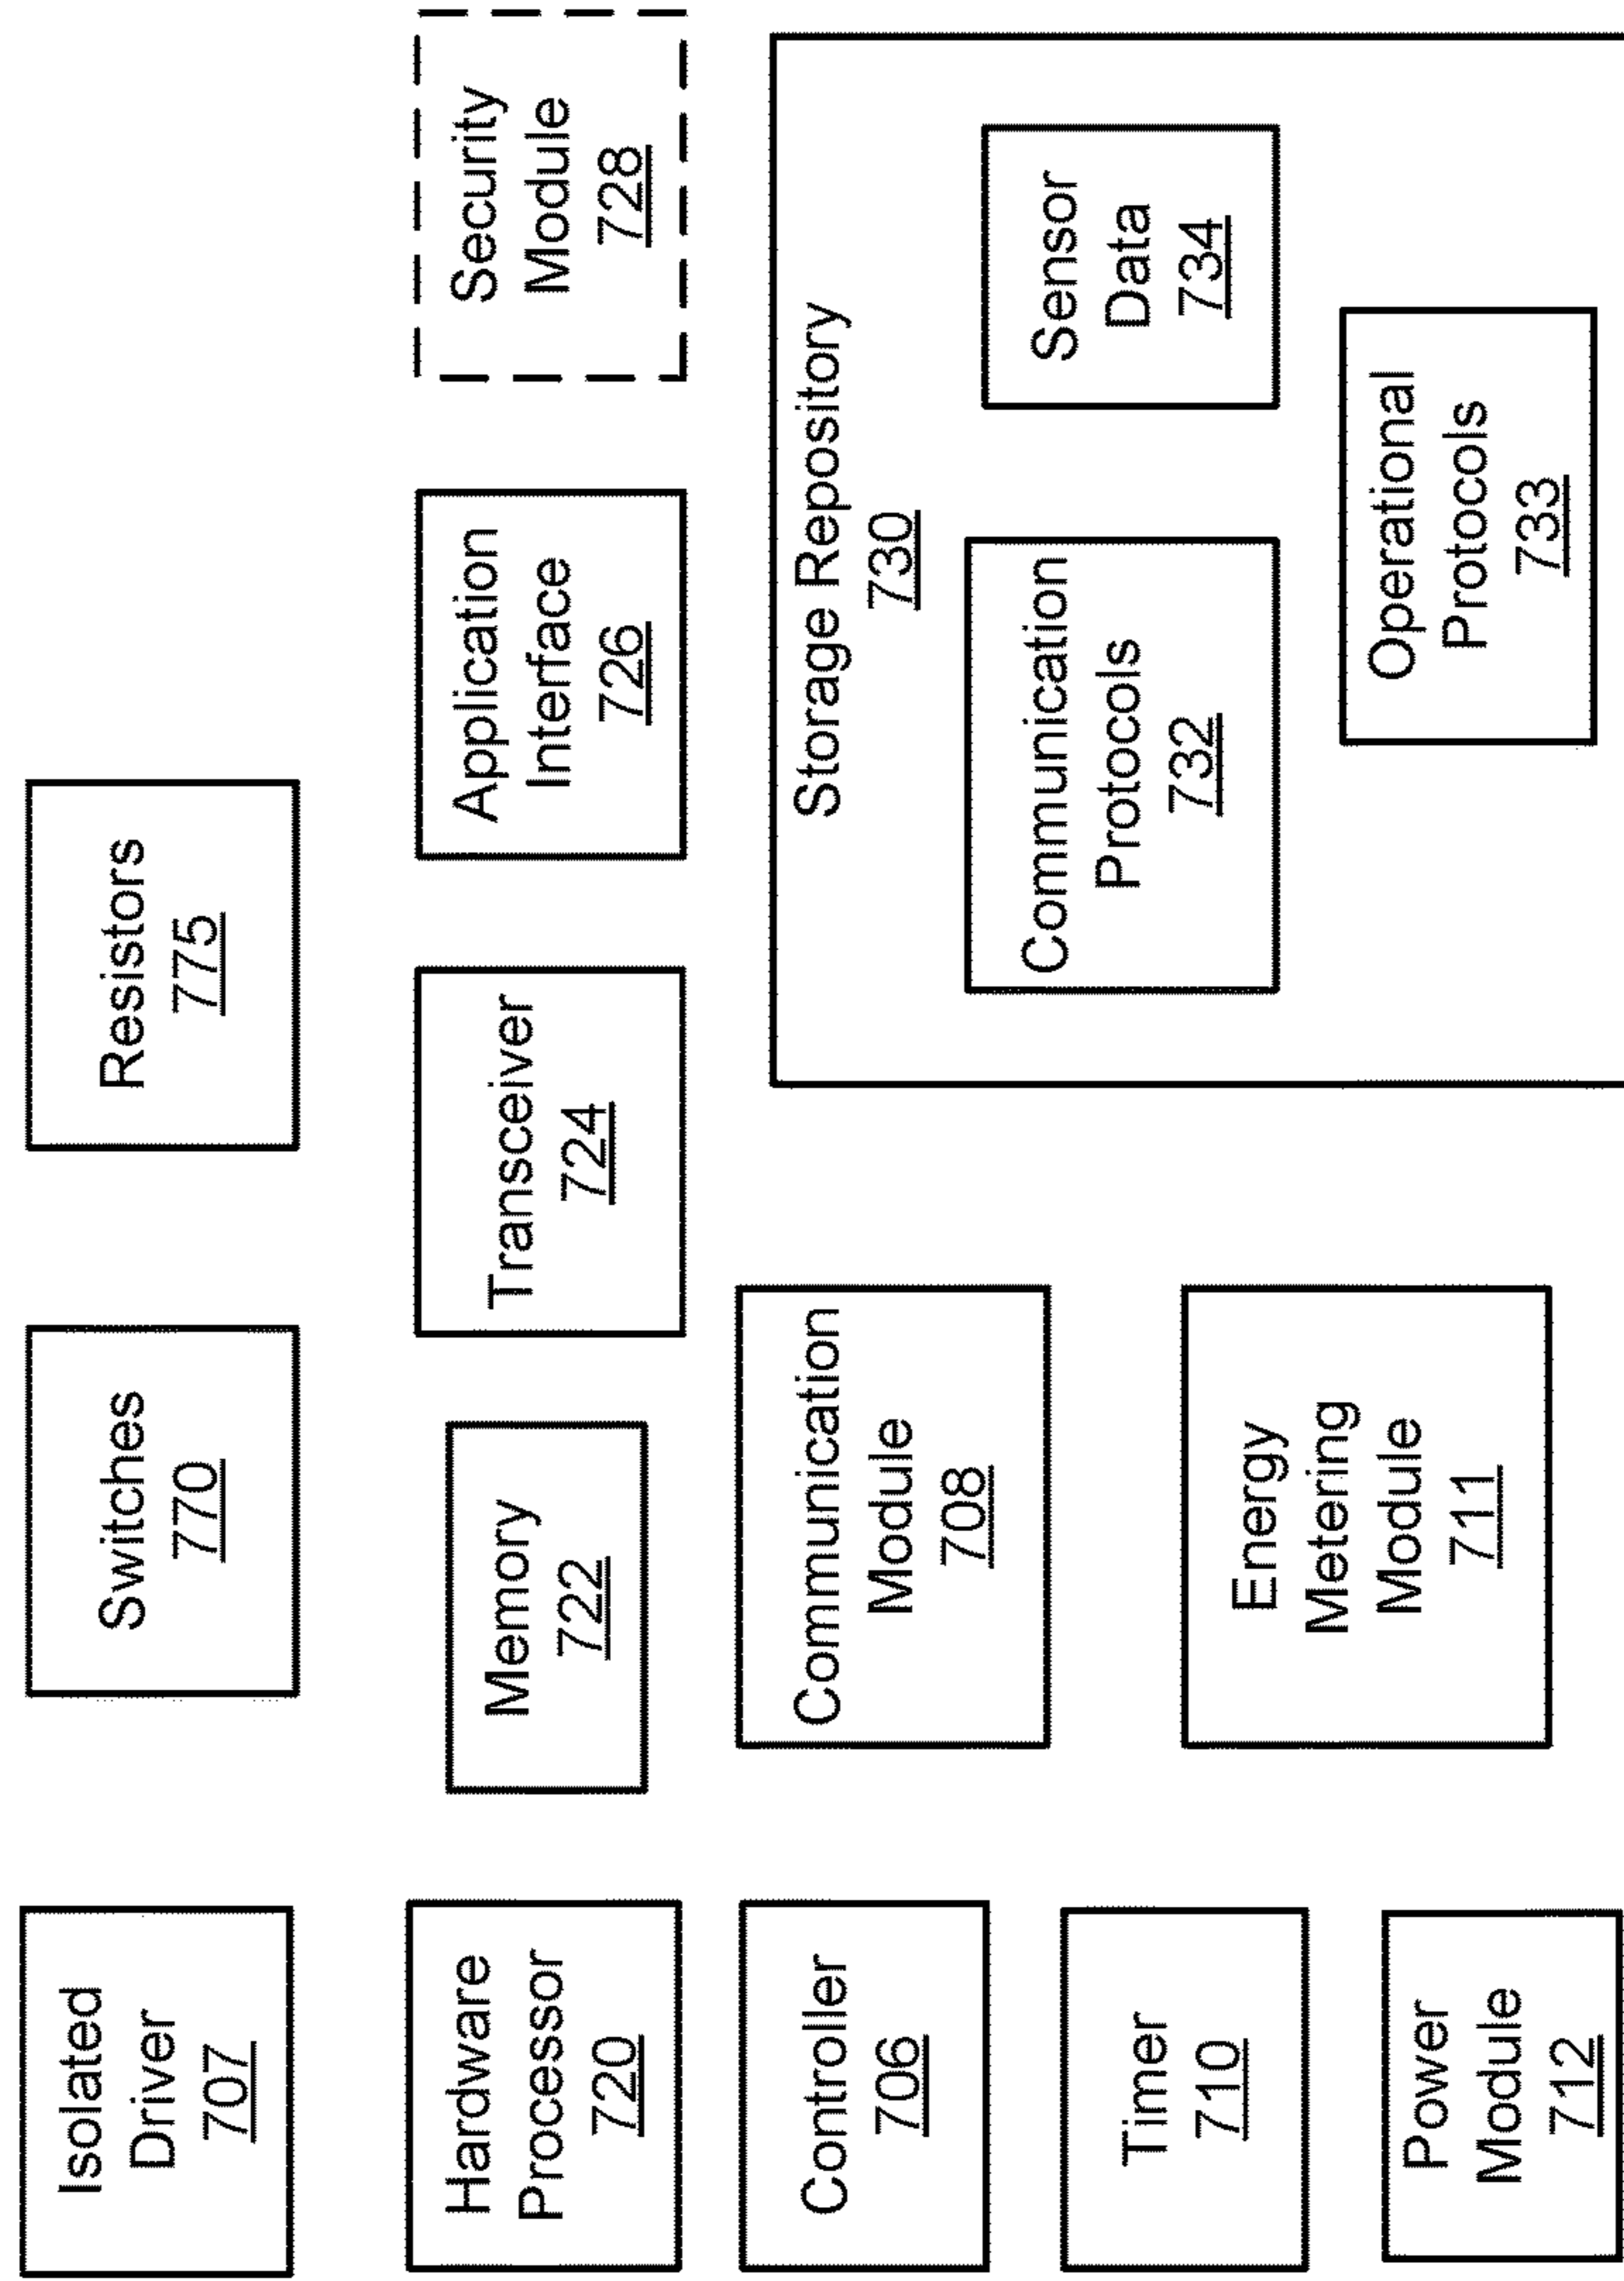 Isolated
Driver
707
Switches
770
Resistors
775
Hardware
Processor
720
Memory
722
Transceiver
724
Application
Interface
726
Security
Module
728
Controller
706
Communication
Module
708
Storage Repository
730
Communication
Protocols
732
Sensor
Data
734
Operational
Protocols
733
Timer
710
Energy
Metering
Module
711
Power
Module
712